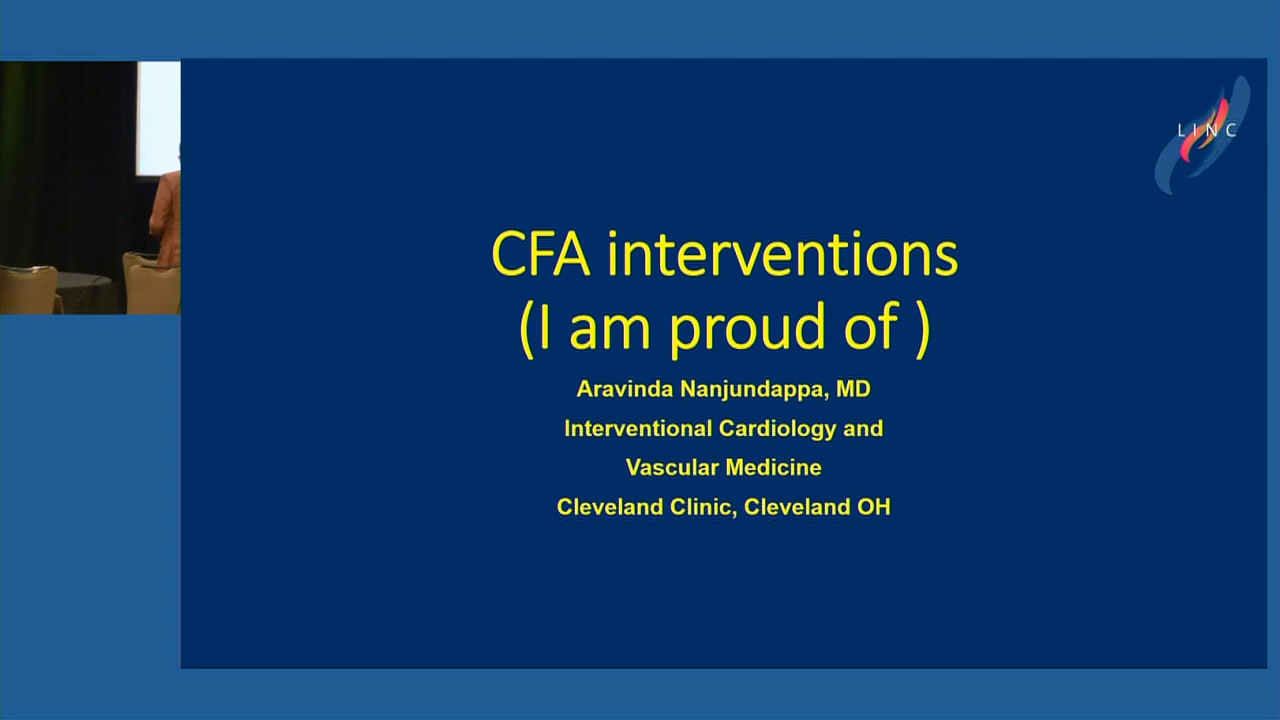 LINC
CFA interventions
(I am proud of )
Aravinda Nanjundappa, MD
Interventional Cardiology and
Vascular Medicine
Cleveland Clinic, Cleveland OH